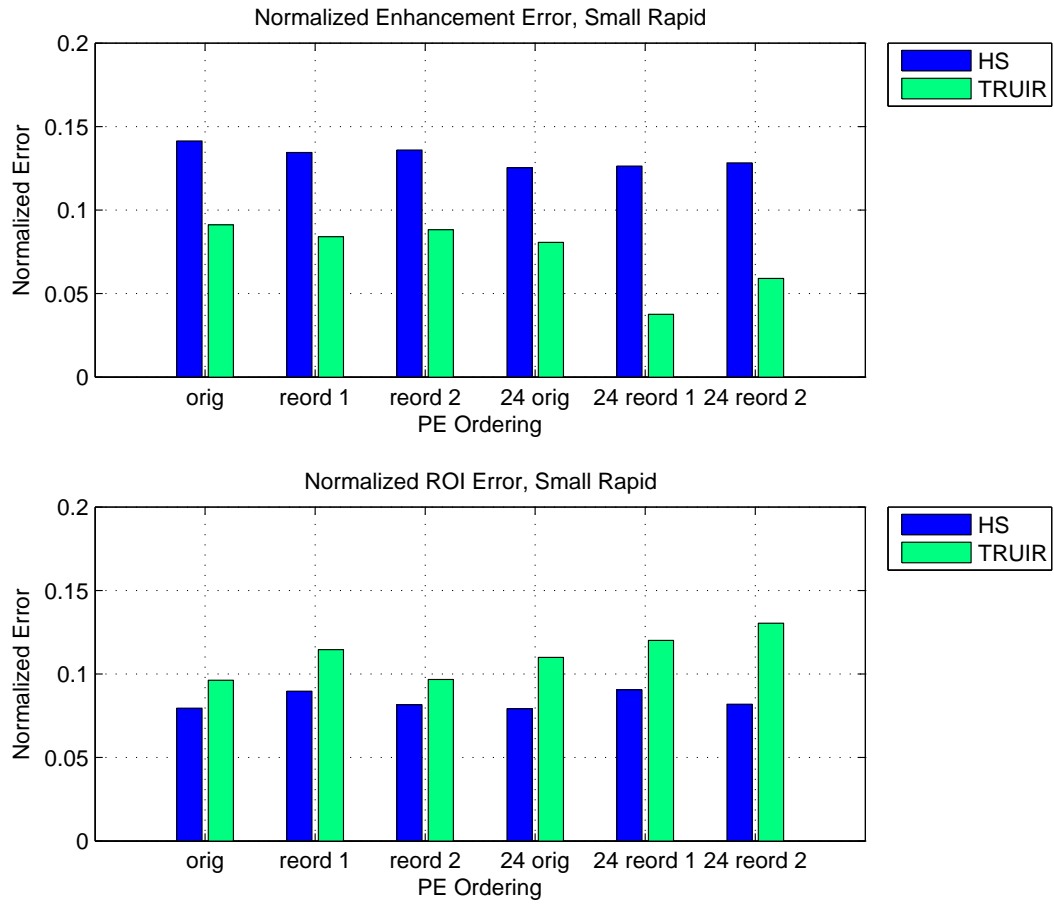 Normalized Enhancement Error, Small Rapid
0.2
0.15
0.1
0.05
0
Normalized Error
orig reord 1 reord 2 24 orig 24 reord 1 24 reord 2
PE Ordering
HS
TRUIR
Normalized ROI Error, Small Rapid
0.2
0.15
0.1
0.05
0
Normalized Error
orig reord 1 reord 2 24 orig 24 reord 1 24 reord 2
PE Ordering
HS
TRUIR